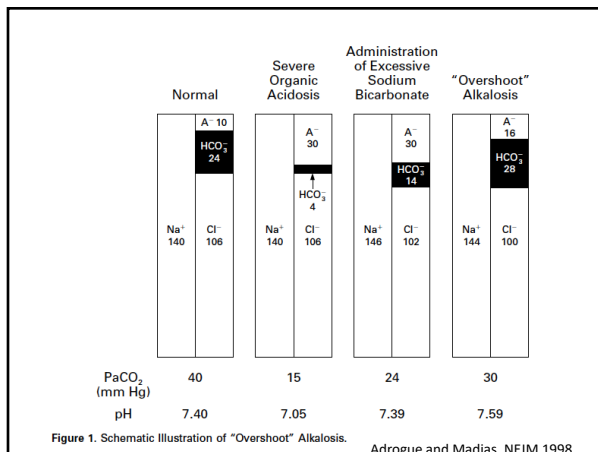 Normal
Severe
Organic
Acidosis
Administration
of Excessive
Sodium
Bicarbonate
“Overshoot”
Alkalosis
A⁻ 10
HCO₃⁻
24
Na⁺
140
Cl⁻
106
A⁻
30
HCO₃⁻
4
Na⁺
140
Cl⁻
106
A⁻
30
HCO₃⁻
14
Na⁺
146
Cl⁻
102
A⁻
16
HCO₃⁻
28
Na⁺
144
Cl⁻
100
PaCO₂ 40 15 24 30
(mm Hg)
pH 7.40 7.05 7.39 7.59
Figure 1. Schematic Illustration of “Overshoot” Alkalosis.
Adrogue and Madias, NEJM 1998